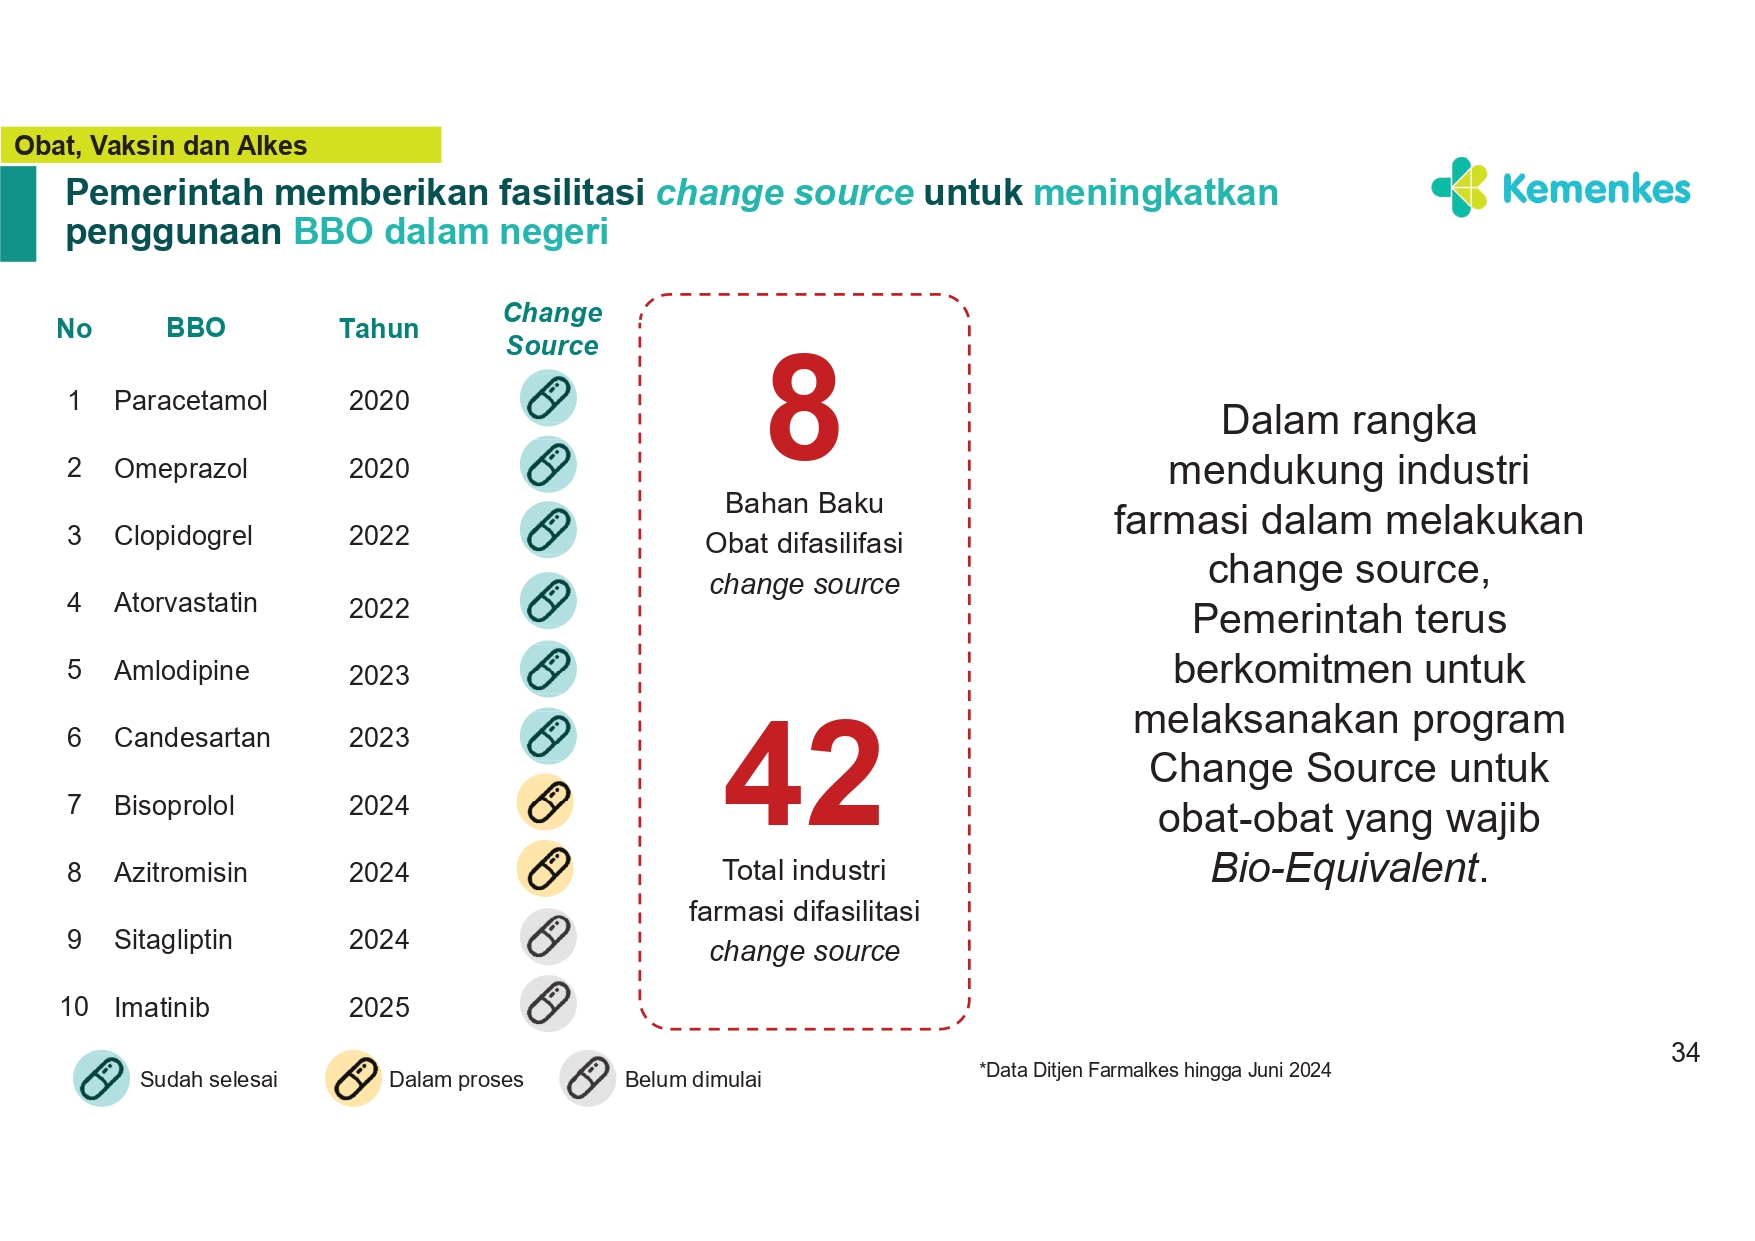 Obat, Vaksin dan Alkes
Pemerintah memberikan fasilitasi change source untuk meningkatkan
penggunaan BBO dalam negeri
Kemenkes
No BBO Tahun Change Source
1 Paracetamol 2020
2 Omeprazol 2020
3 Clopidogrel 2022
4 Atorvastatin 2022
5 Amlodipine 2023
6 Candesartan 2023
7 Bisoprolol 2024
8 Azitromisin 2024
9 Sitagliptin 2024
10 Imatinib 2025
Sudah selesai
Dalam proses
Belum dimulai
8
Bahan Baku
Obat difasilifasi
change source
42
Total industri
farmasi difasilitasi
change source
Dalam rangka
mendukung industri
farmasi dalam melakukan
change source,
Pemerintah terus
berkomitmen untuk
melaksanakan program
Change Source untuk
obat-obat yang wajib
Bio-Equivalent.
*Data Ditjen Farmalkes hingga Juni 2024
34